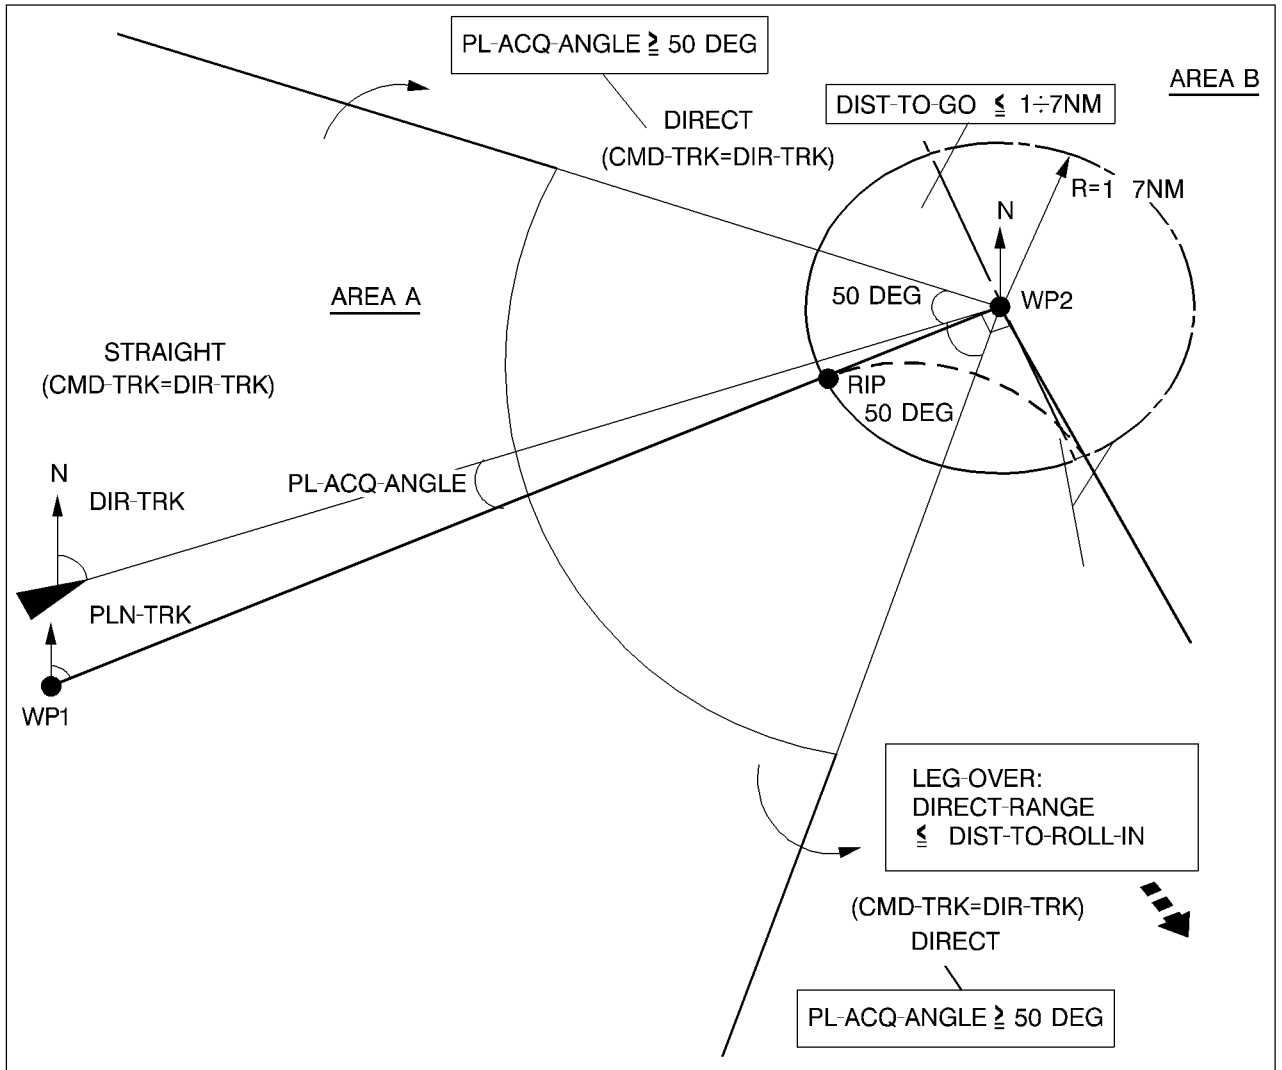 PL-ACQ-ANGLE ≧ 50 DEG
AREA B
DIST-TO-GO ≦ 1÷7NM
DIRECT
(CMD-TRK=DIR-TRK)
R=1 7NM
N
AREA A
50 DEG
WP2
STRAIGHT
(CMD-TRK=DIR-TRK)
RIP
50 DEG
N
PL-ACQ-ANGLE
DIR-TRK
PLN-TRK
WP1
LEG-OVER:
DIRECT-RANGE
≦ DIST-TO-ROLL-IN
(CMD-TRK=DIR-TRK)
DIRECT
PL-ACQ-ANGLE ≧ 50 DEG